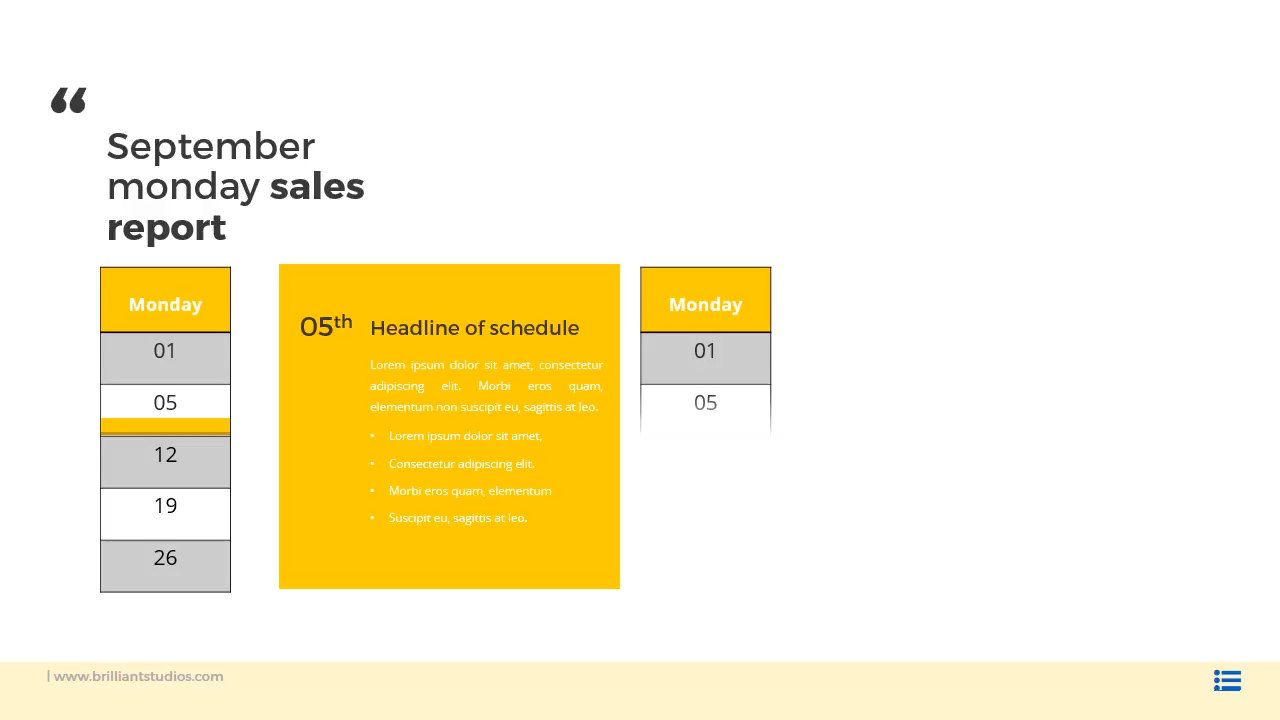 “
September
monday sales
report
Monday
01
05
12
19
26
05th
Headline of schedule
Lorem ipsum dolor sit amet, consectetur
adipiscing elit. Morbi eros quam,
elementum non suscipit eu, sagittis at leo.
• Lorem ipsum dolor sit amet,
• Consectetur adipiscing elit.
• Morbi eros quam, elementum
• Suscipit eu, sagittis at leo.
Monday
01
05
| www.brilliantstudios.com